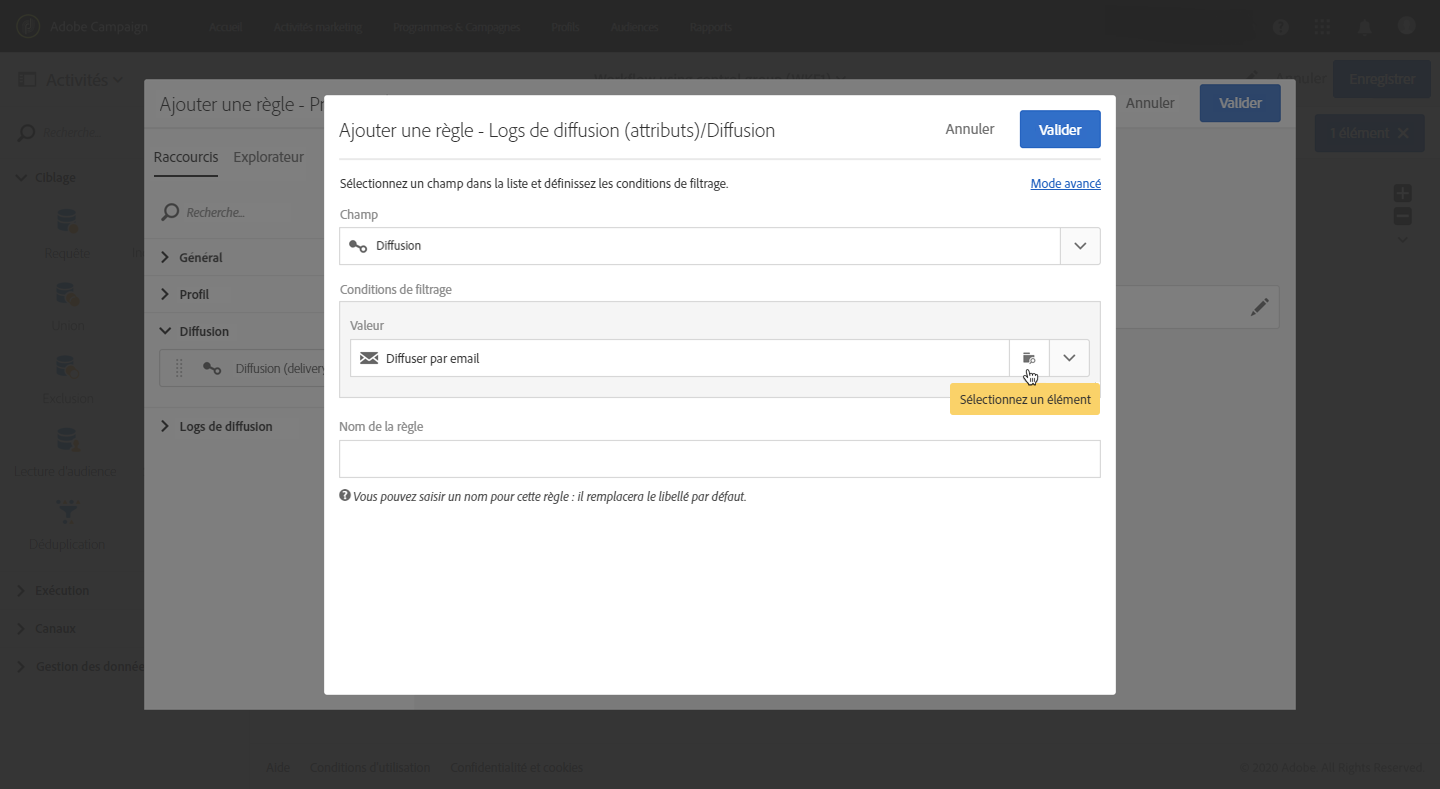 Adobe Campaign
Accueil
Activités marketing
Programmes & Campagnes
Profils
Audiences
Rapports
Activités
Annuler
Enregistrer
Ajouter une règle - Pr
Annuler
Valider
Ajouter une règle - Logs de diffusion (attributs)/Diffusion
Annuler
Valider
Recherche...
1 élément
Raccourcis
Explorateur
Ciblage
Sélectionnez un champ dans la liste et définissez les conditions de filtrage.
Mode avancé
Recherche...
Champ
Diffusion
Requête
Général
Conditions de filtrage
Profil
Valeur
Union
Diffusion
Diffuser par email
Diffusion (delivery
Sélectionnez un élément
Exclusion
Logs de diffusion
Nom de la règle
Lecture d'audience
Vous pouvez saisir un nom pour cette règle : il remplacera le libellé par défaut.
Déduplication
Exécution
Canaux
Gestion des données
Aide
Conditions d'utilisation
Confidentialité et cookies
© 2020 Adobe. All Rights Reserved.